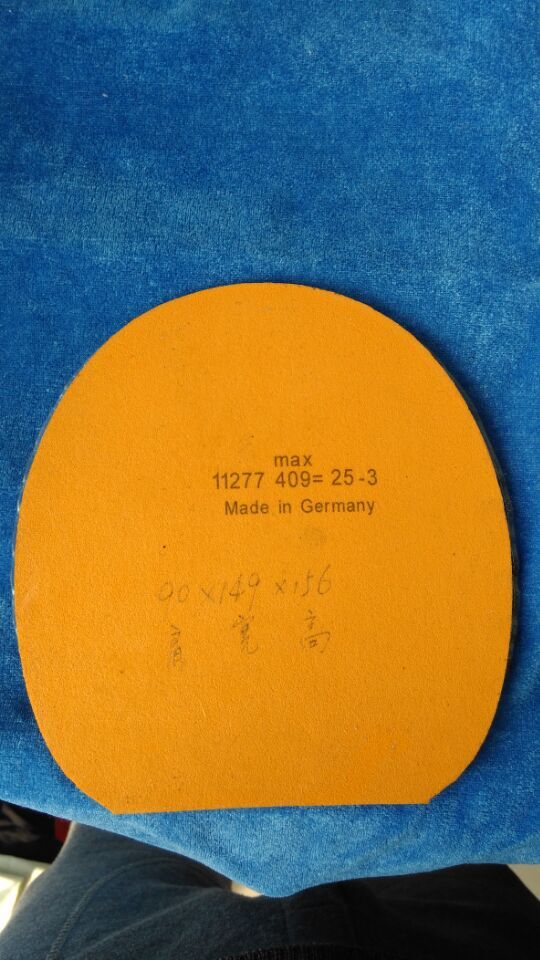 max
11277 409= 25-3
Made in Germany
90×149×156
宽 高